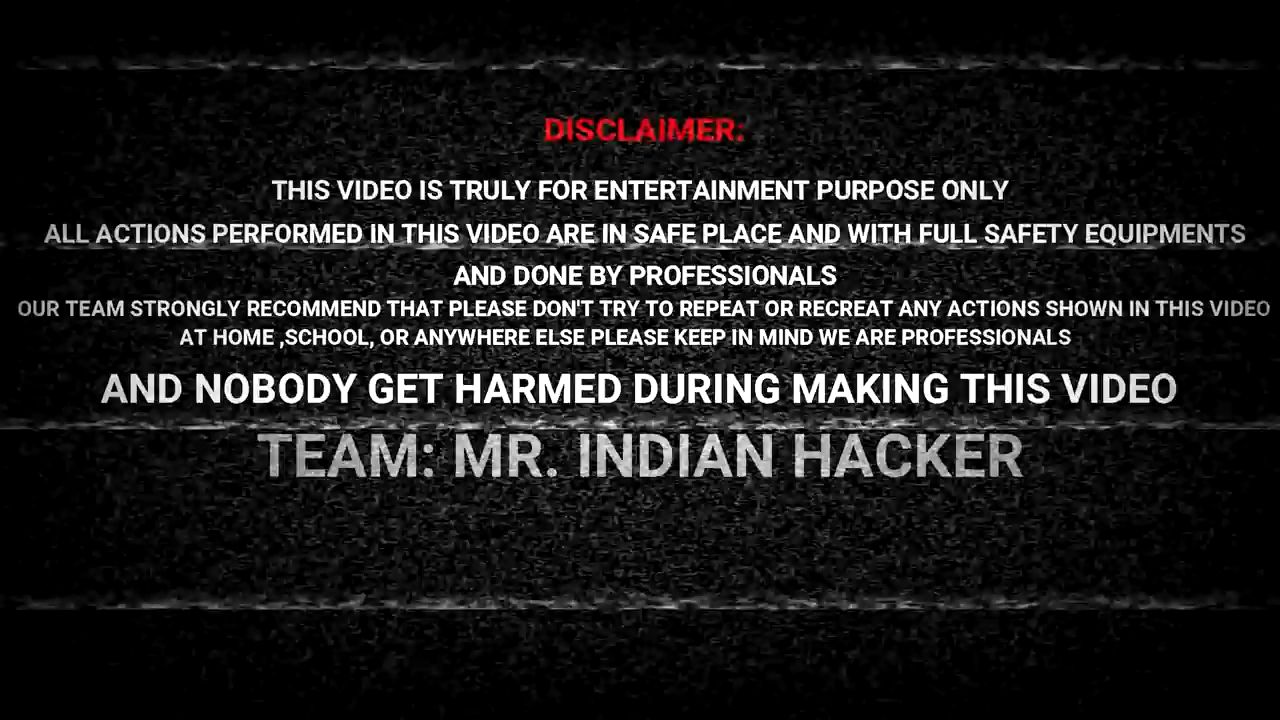 DISCLAIMER:
THIS VIDEO IS TRULY FOR ENTERTAINMENT PURPOSE ONLY
ALL ACTIONS PERFORMED IN THIS VIDEO ARE IN SAFE PLACE AND WITH FULL SAFETY EQUIPMENTS
AND DONE BY PROFESSIONALS
OUR TEAM STRONGLY RECOMMEND THAT PLEASE DON'T TRY TO REPEAT OR RECREAT ANY ACTIONS SHOWN IN THIS VIDEO
AT HOME ,SCHOOL, OR ANYWHERE ELSE PLEASE KEEP IN MIND WE ARE PROFESSIONALS
AND NOBODY GET HARMED DURING MAKING THIS VIDEO
TEAM: MR. INDIAN HACKER